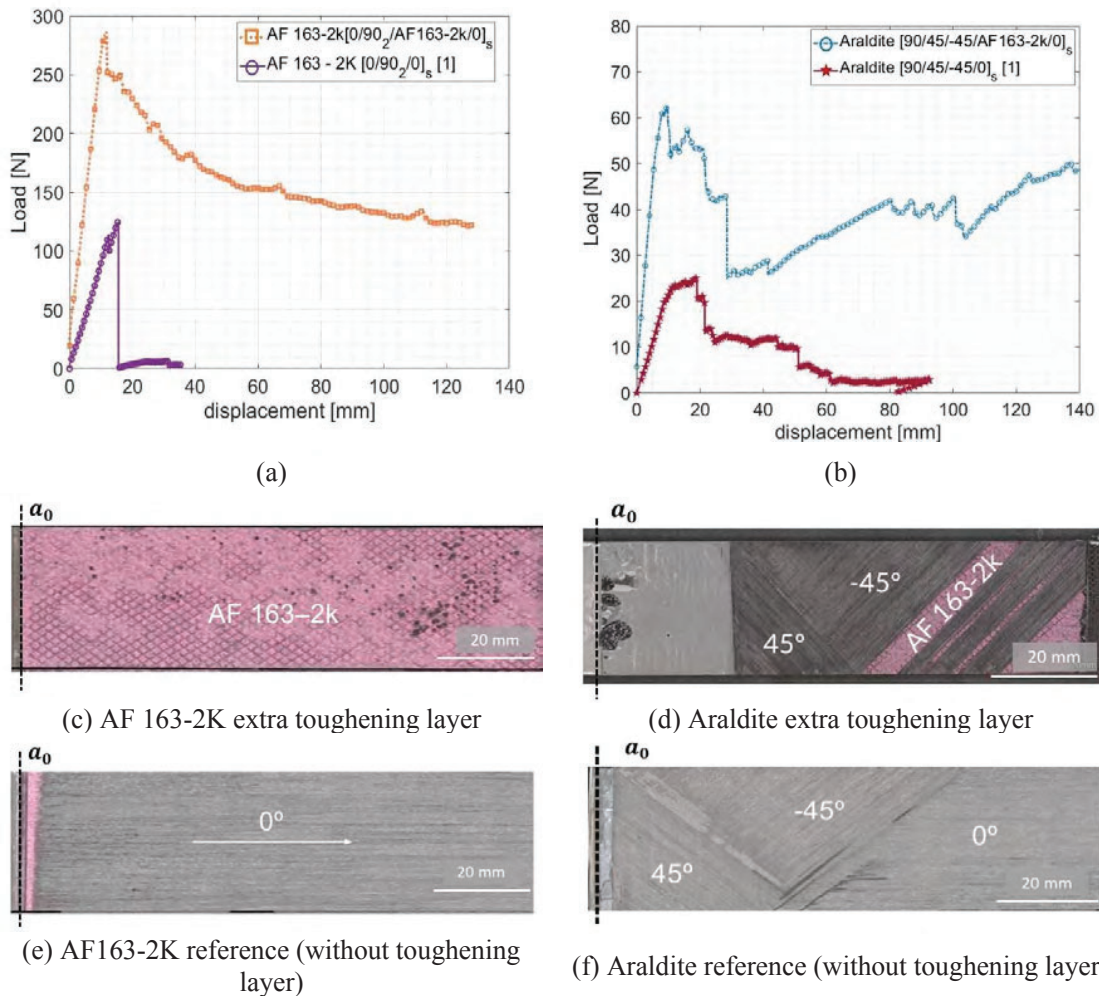 300
250
200
150
100
50
0
Load [N]
AF 163-2k[0/90₂/AF163-2k/0]ₛ
AF 163 - 2K [0/90₂/0]ₛ [1]
0 20 40 60 80 100 120 140
displacement [mm]
(a)
80
70
60
50
40
30
20
10
0
Load [N]
Araldite [90/45/-45/AF163-2k/0]ₛ
Araldite [90/45/-45/0]ₛ [1]
0 20 40 60 80 100 120 140
displacement [mm]
(b)
a₀
AF 163–2k
20 mm
(c) AF 163-2K extra toughening layer
a₀
-45º
45º
AF 163-2k
20 mm
(d) Araldite extra toughening layer
a₀
0º
20 mm
(e) AF163-2K reference (without toughening
layer)
a₀
-45º
45º
0º
20 mm
(f) Araldite reference (without toughening layer